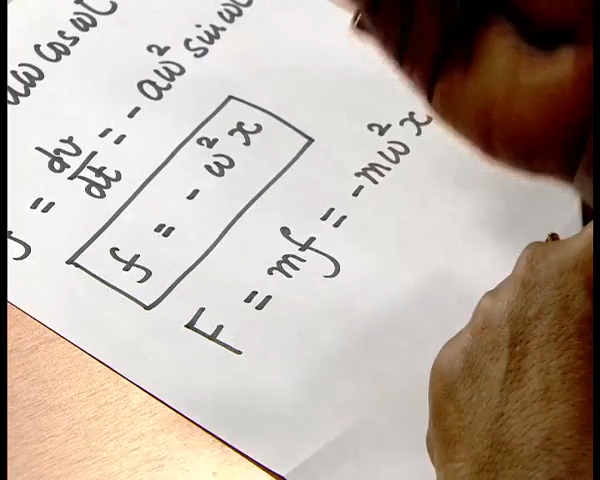 aω cos ωt
f = dv/dt = - aω² sin ωt
f = - ω²x
F = mf = - mω²x